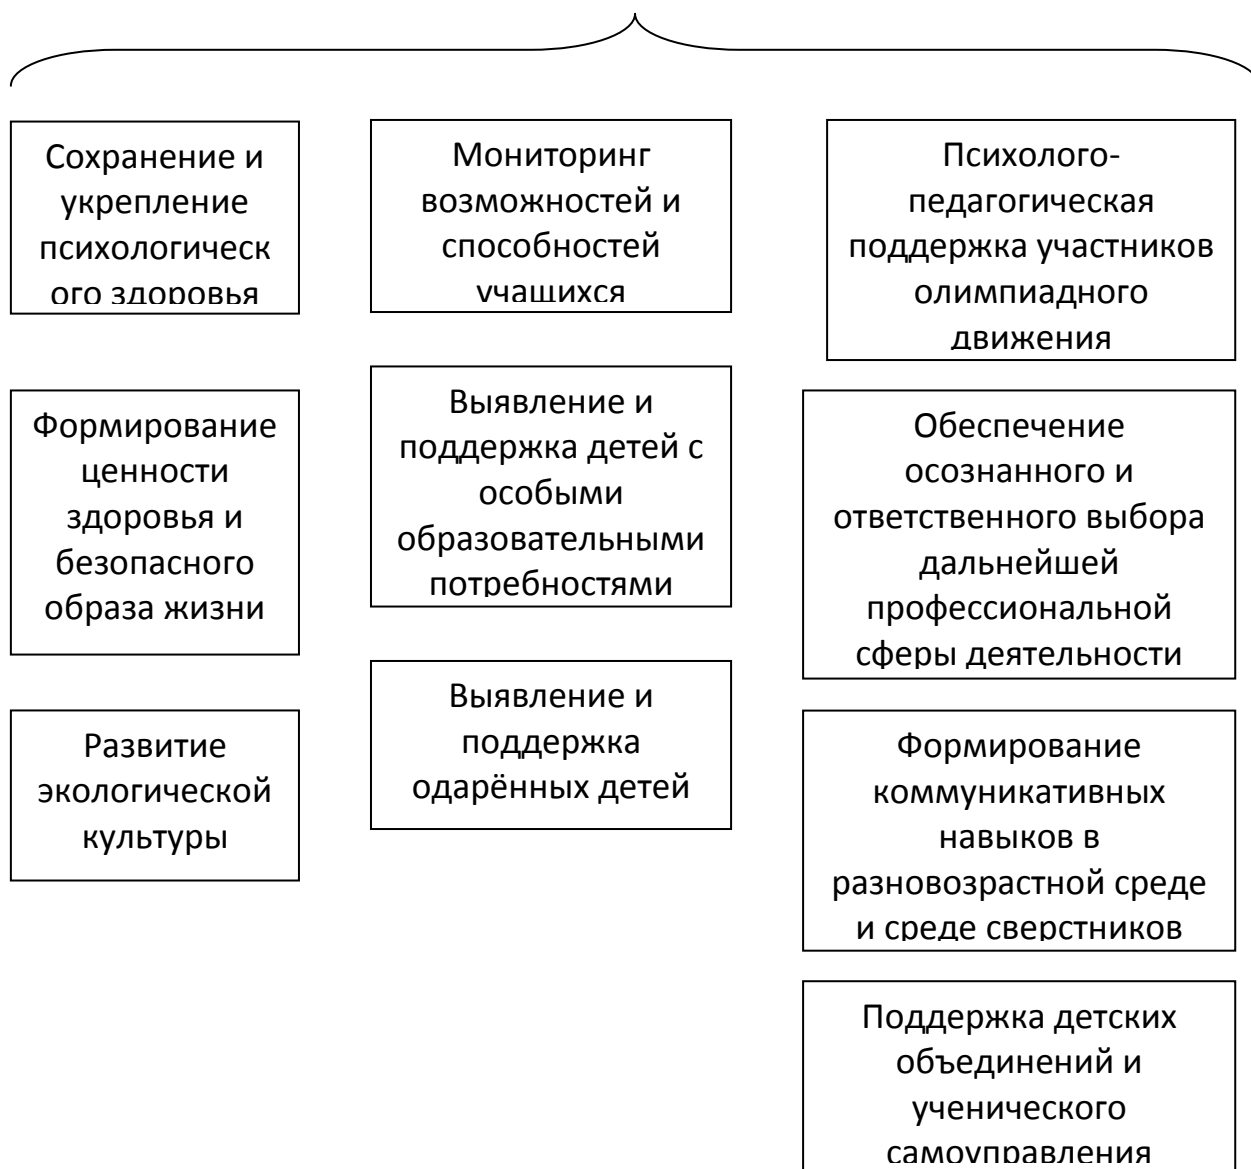 Сохранение и
укрепление
психологическ
ого здоровья
Формирование
ценности
здоровья и
безопасного
образа жизни
Развитие
экологической
культуры
Мониторинг
возможностей и
способностей
учащихся
Выявление и
поддержка детей с
особыми
образовательными
потребностями
Выявление и
поддержка
одарённых детей
Психолого-
педагогическая
поддержка участников
олимпиадного
движения
Обеспечение
осознанного и
ответственного выбора
дальнейшей
профессиональной
сферы деятельности
Формирование
коммуникативных
навыков в
разновозрастной среде
и среде сверстников
Поддержка детских
объединений и
ученического
самоуправления